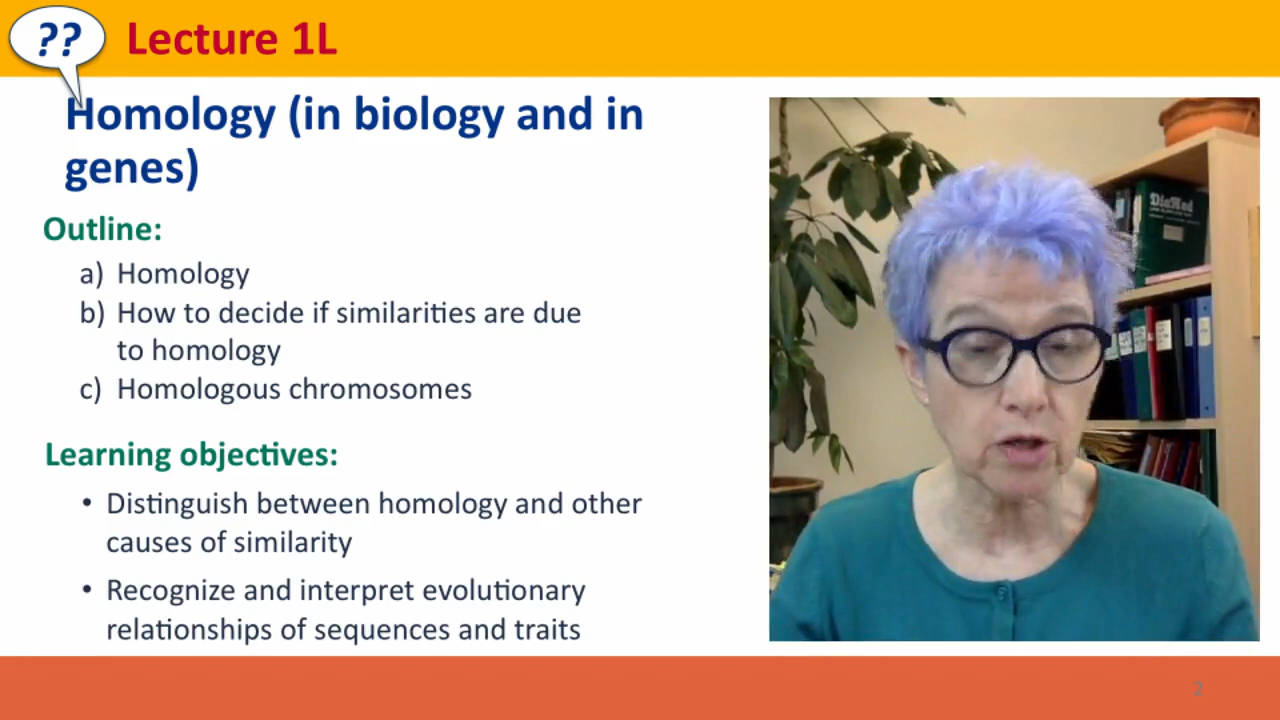 ??
Lecture 1L
Homology (in biology and in
genes)
Outline:
a) Homology
b) How to decide if similarities are due
to homology
c) Homologous chromosomes
Learning objectives:
• Distinguish between homology and other
causes of similarity
• Recognize and interpret evolutionary
relationships of sequences and traits
DiaMed
2